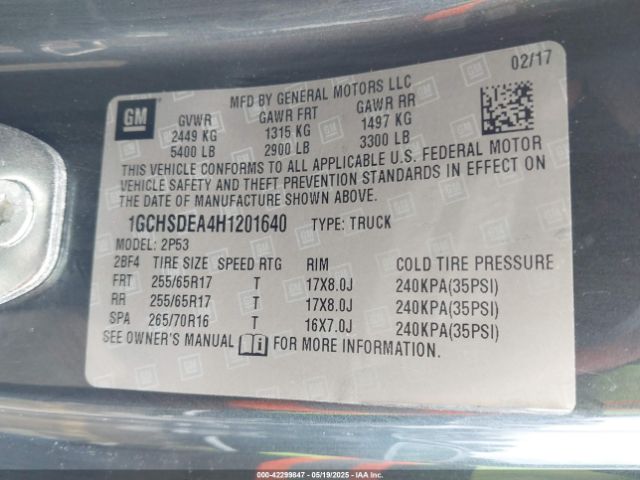 02/17
MFD BY GENERAL MOTORS LLC
GM
GVWR GAWR FRT GAWR RR
2449 KG 1315 KG 1497 KG
5400 LB 2900 LB 3300 LB
THIS VEHICLE CONFORMS TO ALL APPLICABLE U.S. FEDERAL MOTOR
VEHICLE SAFETY AND THEFT PREVENTION STANDARDS IN EFFECT ON
THE DATE OF MANUFACTURE SHOWN ABOVE.
1GCHSDEA4H1201640 TYPE: TRUCK
MODEL: 2P53
2BF4 TIRE SIZE SPEED RTG RIM COLD TIRE PRESSURE
FRT 255/65R17 T 17X8.0J 240KPA(35PSI)
RR 255/65R17 T 17X8.0J 240KPA(35PSI)
SPA 265/70R16 T 16X7.0J 240KPA(35PSI)
SEE OWNER'S MANUAL i FOR MORE INFORMATION.
000-42299847 - 05/19/2025 - IAAI.COM